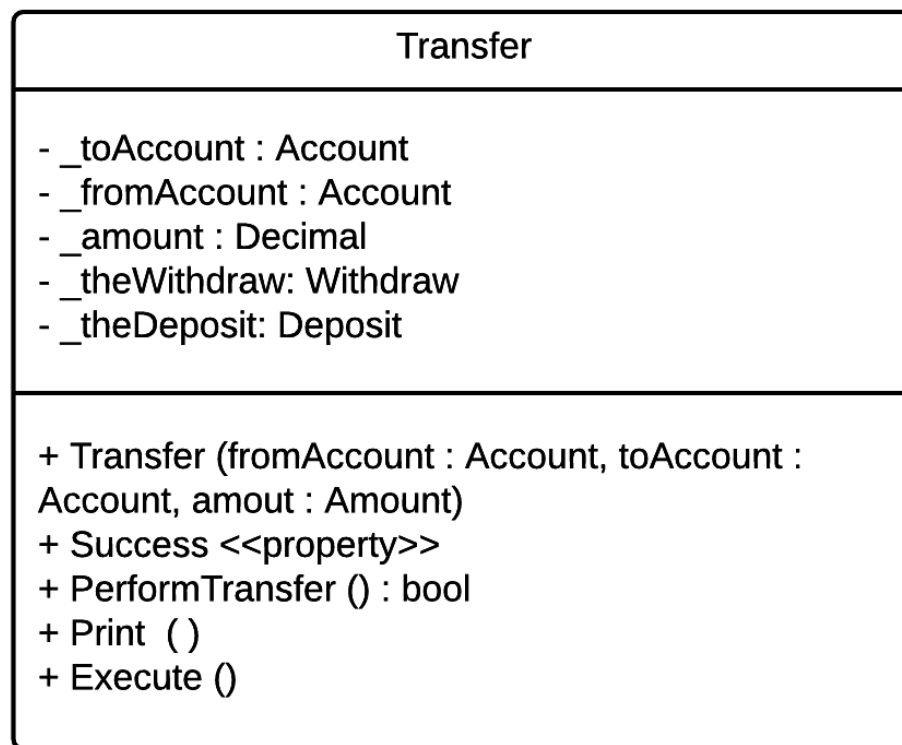 Transfer
- _toAccount : Account
- _fromAccount : Account
- _amount : Decimal
- _theWithdraw: Withdraw
- _theDeposit: Deposit
+ Transfer (fromAccount : Account, toAccount :
Account, amout : Amount)
+ Success <<property>>
+ PerformTransfer () : bool
+ Print ( )
+ Execute ()